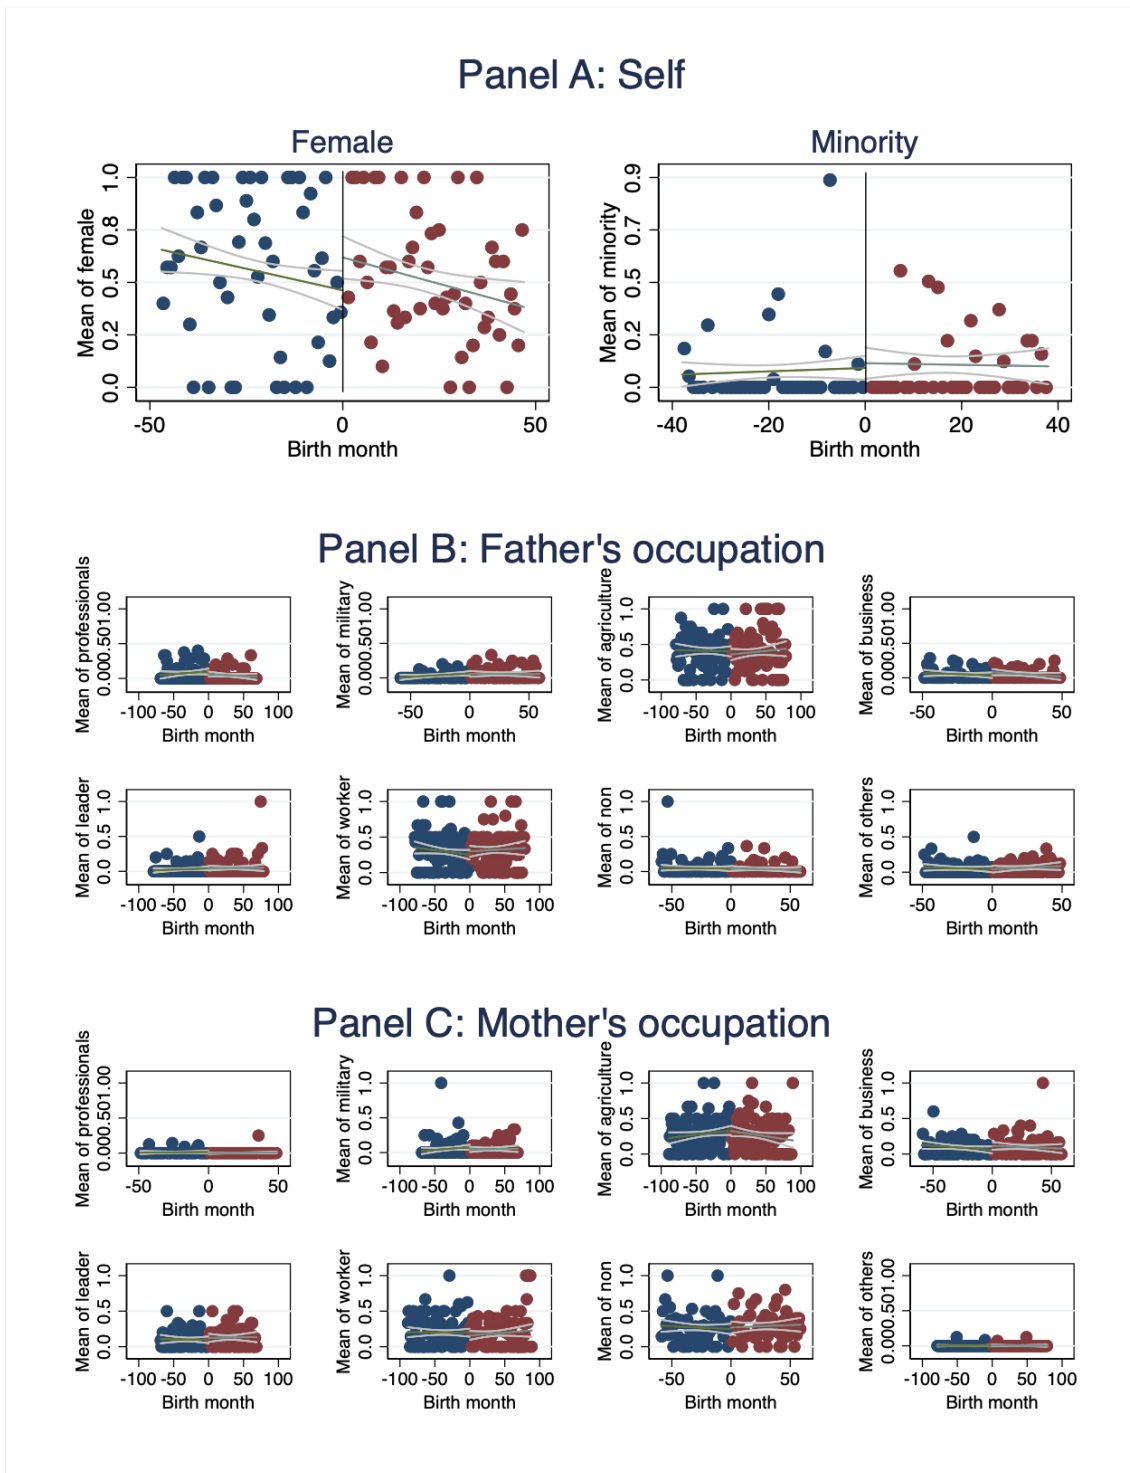 Panel A: Self
Female
Minority
Mean of female
0.0 0.2 0.5 0.8 1.0
-50 0 50
Birth month
Mean of minority
0.0 0.2 0.5 0.7 0.9
-40 -20 0 20 40
Birth month
Panel B: Father's occupation
Mean of professionals
0.000.501.00
-100 -50 0 50 100
Birth month
Mean of military
0.0 0.5 1.0
-50 0 50
Birth month
Mean of agriculture
0.0 0.5 1.0
-100 -50 0 50 100
Birth month
Mean of business
0.000.501.00
-50 0 50
Birth month
Mean of leader
0.0 0.5 1.0
-100 -50 0 50 100
Birth month
Mean of worker
0.0 0.5 1.0
-100 -50 0 50 100
Birth month
Mean of non
0.0 0.5 1.0
-50 0 50
Birth month
Mean of others
0.0 0.5 1.0
-50 0 50
Birth month
Panel C: Mother's occupation
Mean of professionals
0.000.501.00
-50 0 50
Birth month
Mean of military
0.0 0.5 1.0
-100 -50 0 50 100
Birth month
Mean of agriculture
0.0 0.5 1.0
-100 -50 0 50 100
Birth month
Mean of business
0.0 0.5 1.0
-50 0 50
Birth month
Mean of leader
0.0 0.5 1.0
-100 -50 0 50 100
Birth month
Mean of worker
0.0 0.5 1.0
-100 -50 0 50 100
Birth month
Mean of non
0.0 0.5 1.0
-50 0 50
Birth month
Mean of others
0.000.501.00
-100 -50 0 50 100
Birth month